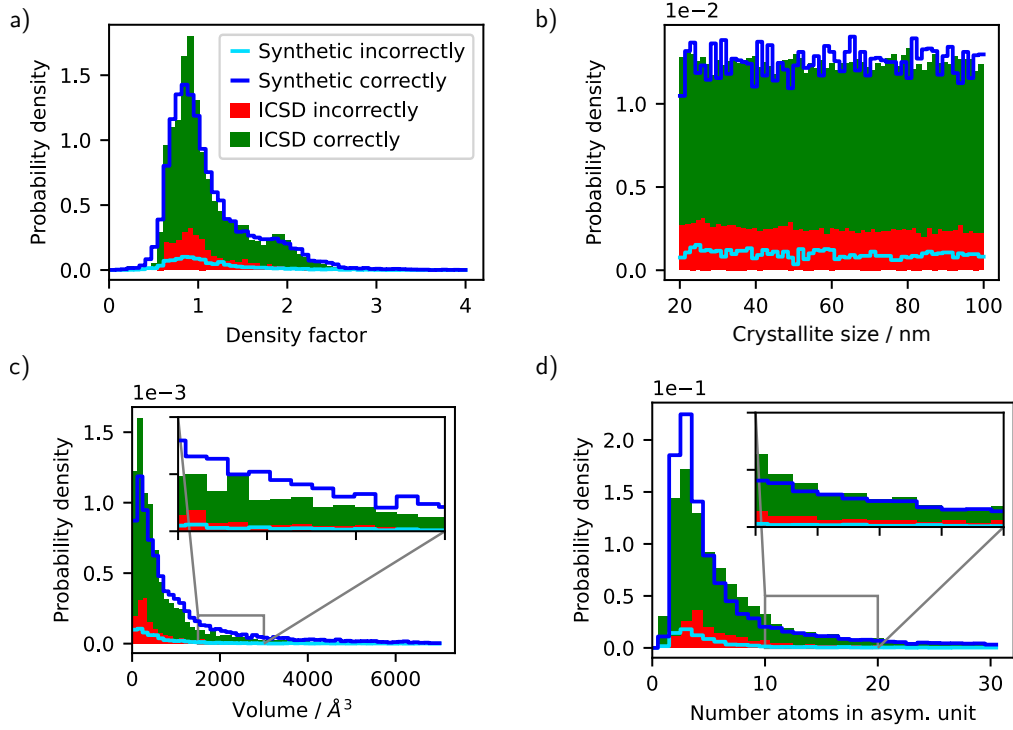 a)
Probability density
0.0
0.5
1.0
1.5
0
1
2
3
4
Density factor
Synthetic incorrectly
Synthetic correctly
ICSD incorrectly
ICSD correctly
b)
1e−2
Probability density
0.0
0.5
1.0
20
40
60
80
100
Crystallite size / nm
c)
1e−3
Probability density
0.0
0.5
1.0
1.5
0
2000
4000
6000
Volume / Å³
d)
1e−1
Probability density
0.0
0.5
1.0
1.5
2.0
0
10
20
30
Number atoms in asym. unit